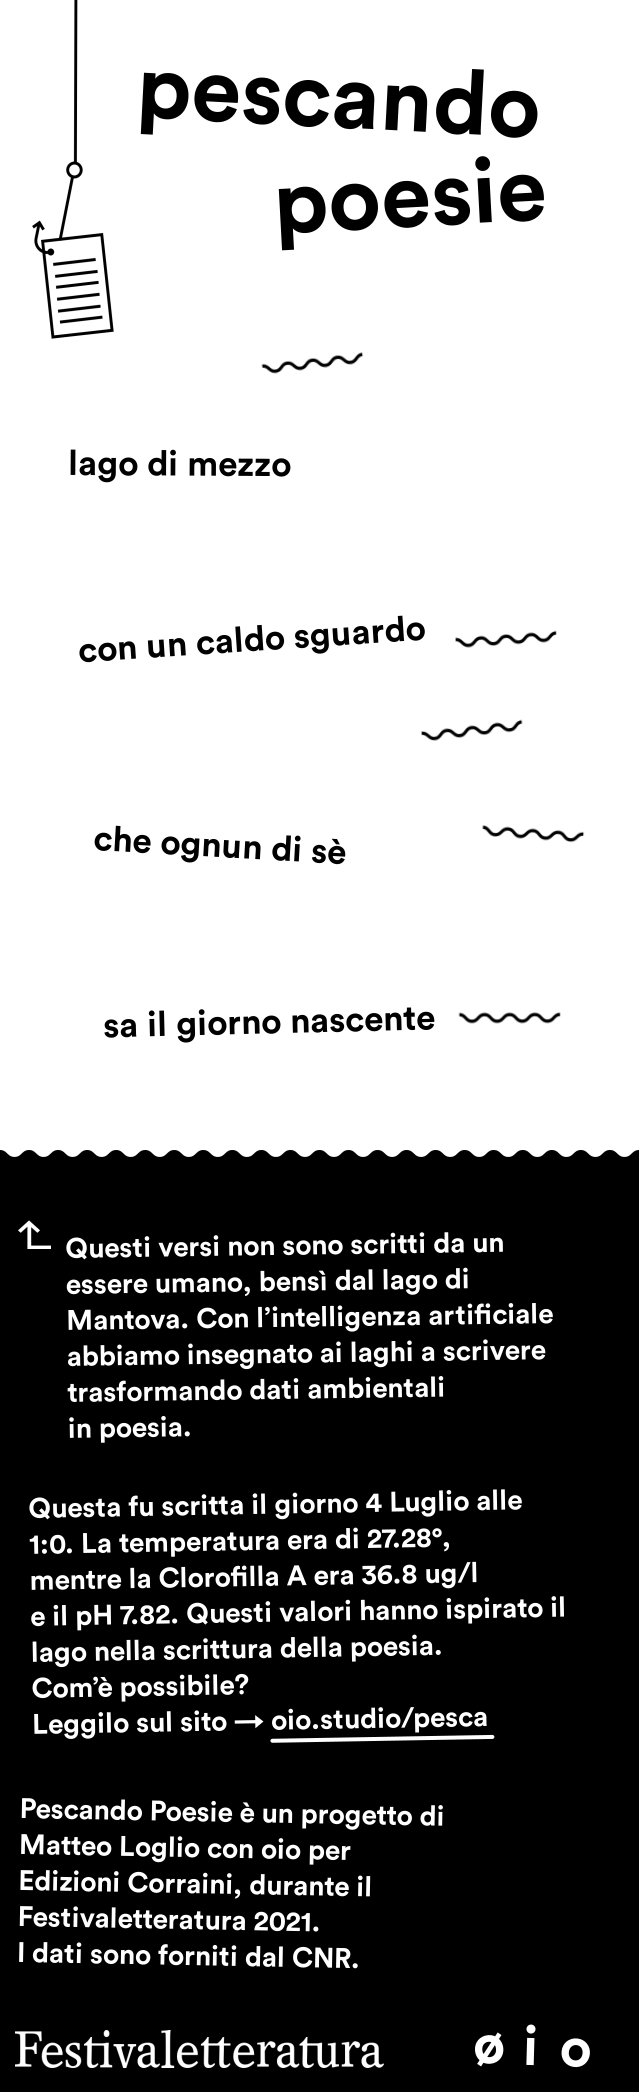 pescando
poesie
lago di mezzo
con un caldo sguardo
che ognun di sè
sa il giorno nascente
Questi versi non sono scritti da un
essere umano, bensì dal lago di
Mantova. Con l'intelligenza artificiale
abbiamo insegnato ai laghi a scrivere
trasformando dati ambientali
in poesia.
Questa fu scritta il giorno 4 Luglio alle
1:0. La temperatura era di 27.28°,
mentre la Clorofilla A era 36.8 ug/l
e il pH 7.82. Questi valori hanno ispirato il
lago nella scrittura della poesia.
Com'è possibile?
Leggilo sul sito → oio.studio/pesca
Pescando Poesie è un progetto di
Matteo Loglio con oio per
Edizioni Corraini, durante il
Festivaletteratura 2021.
I dati sono forniti dal CNR.
Festivaletteratura ø i o